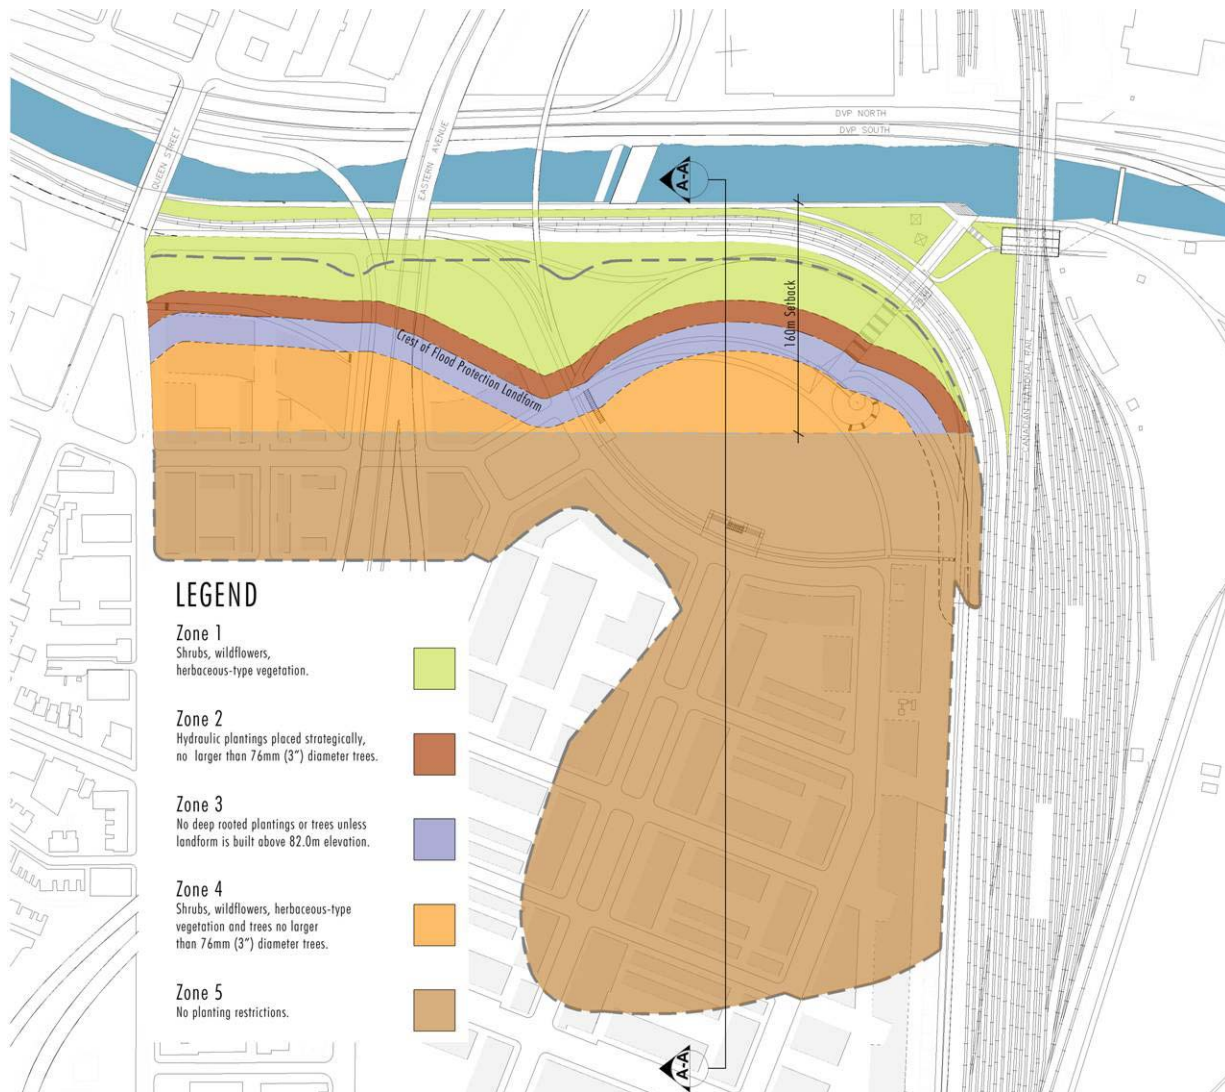 DVP NORTH
DVP SOUTH
QUEEN STREET
EASTERN AVENUE
A-A
160m Setback
Crest of Flood Protection Landform
CANADIAN NATIONAL RAIL
LEGEND
Zone 1
Shrubs, wildflowers,
herbaceous-type vegetation.
Zone 2
Hydraulic plantings placed strategically,
no larger than 76mm (3") diameter trees.
Zone 3
No deep rooted plantings or trees unless
landform is built above 82.0m elevation.
Zone 4
Shrubs, wildflowers, herbaceous-type
vegetation and trees no larger
than 76mm (3") diameter trees.
Zone 5
No planting restrictions.
A-A